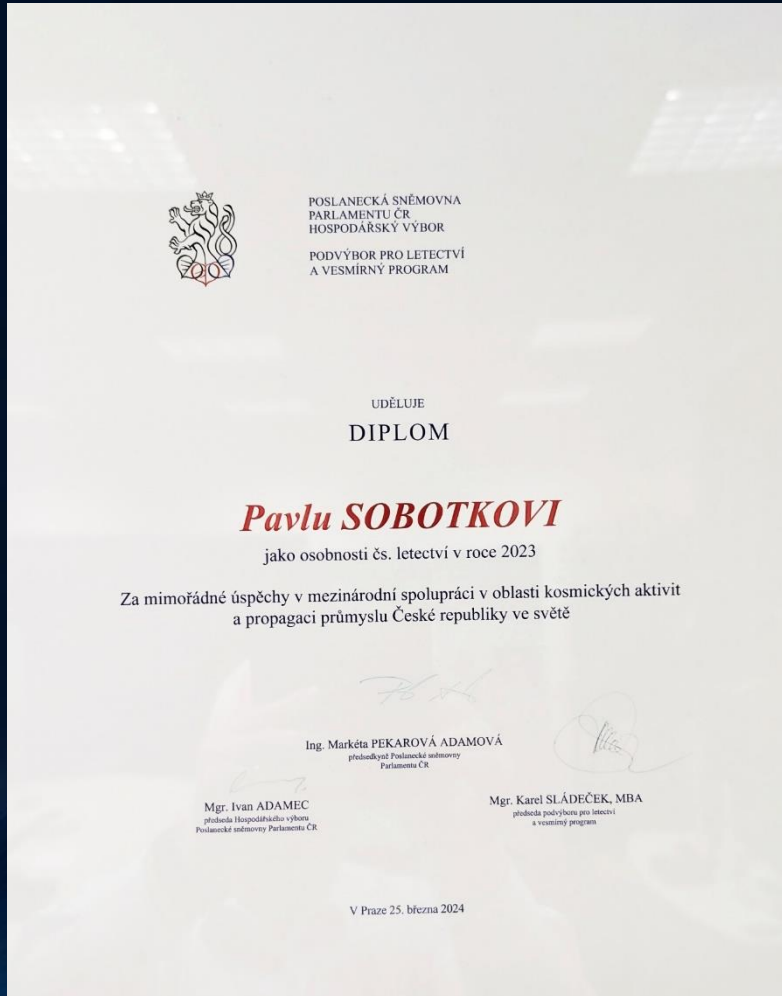 POSLANECKÁ SNĚMOVNA
PARLAMENTU ČR
HOSPODÁŘSKÝ VÝBOR
PODVÝBOR PRO LETECTVÍ
A VESMÍRNÝ PROGRAM
UDĚLUJE
DIPLOM
Pavlu SOBOTKOVI
jako osobnosti čs. letectví v roce 2023
Za mimořádné úspěchy v mezinárodní spolupráci v oblasti kosmických aktivit
a propagaci průmyslu České republiky ve světě
Ing. Markéta PEKAROVÁ ADAMOVÁ
předsedkyně Poslanecké sněmovny
Parlamentu ČR
Mgr. Ivan ADAMEC
předseda Hospodářského výboru
Poslanecké sněmovny Parlamentu ČR
Mgr. Karel SLÁDEČEK, MBA
předseda podvýboru pro letectví
a vesmírný program
V Praze 25. března 2024